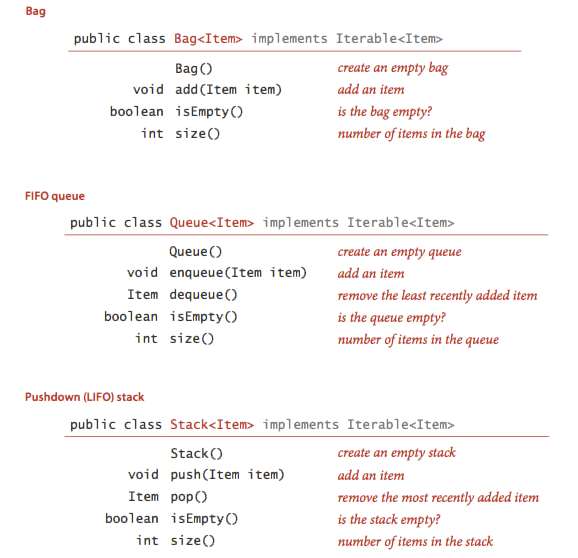 Bag
public class Bag<Item> implements Iterable<Item>
Bag() create an empty bag
void add(Item item) add an item
boolean isEmpty() is the bag empty?
int size() number of items in the bag
FIFO queue
public class Queue<Item> implements Iterable<Item>
Queue() create an empty queue
void enqueue(Item item) add an item
Item dequeue() remove the least recently added item
boolean isEmpty() is the queue empty?
int size() number of items in the queue
Pushdown (LIFO) stack
public class Stack<Item> implements Iterable<Item>
Stack() create an empty stack
void push(Item item) add an item
Item pop() remove the most recently added item
boolean isEmpty() is the stack empty?
int size() number of items in the stack